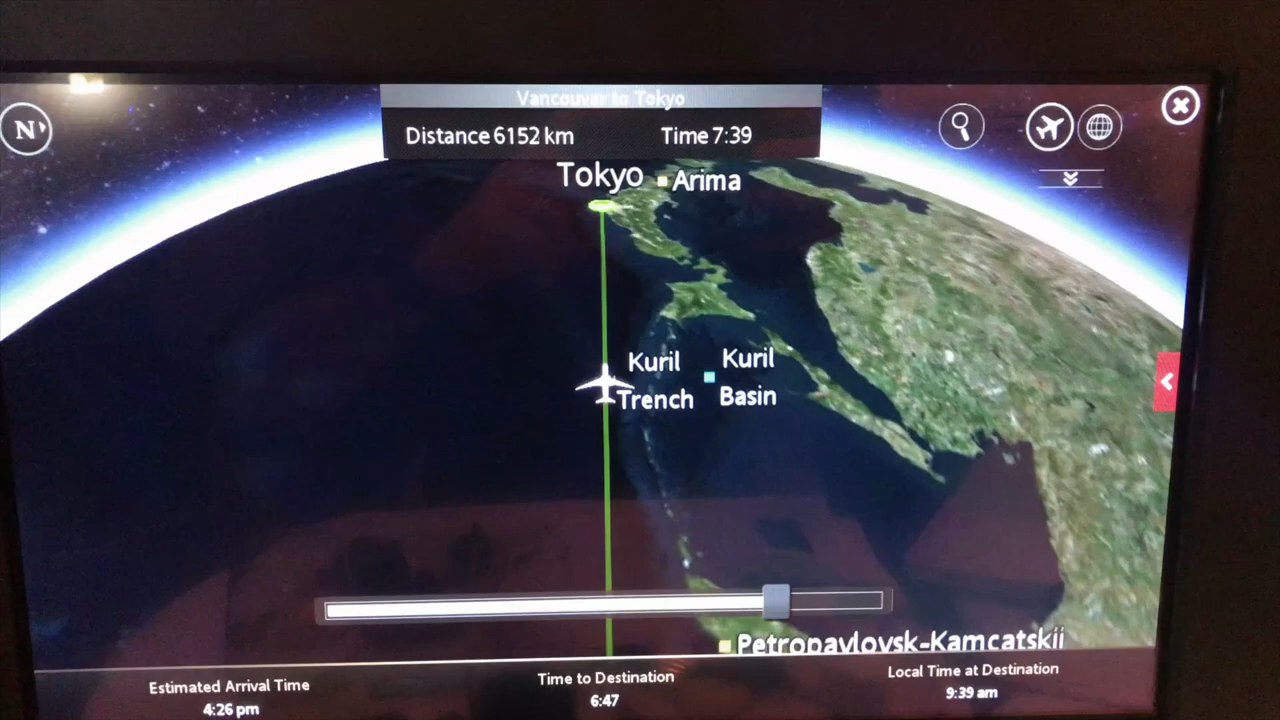 Vancouver to Tokyo
N
Distance 6152 km Time 7:39
Tokyo
Arima
Kuril
Trench
Kuril
Basin
Petropavlovsk-Kamcatskii
Estimated Arrival Time
4:26 pm
Time to Destination
6:47
Local Time at Destination
9:39 am